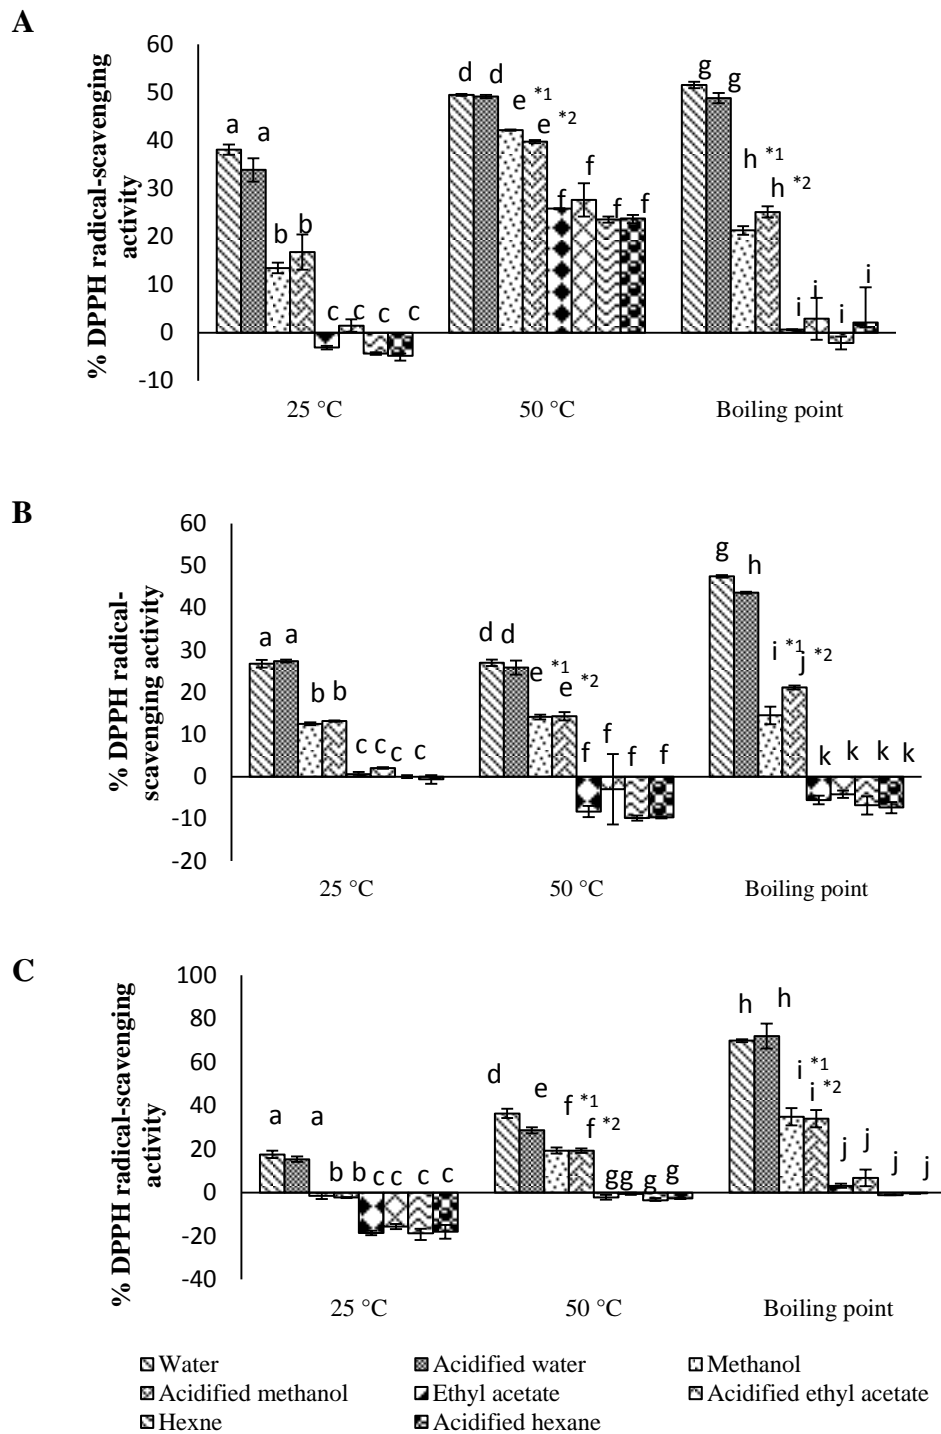 A
% DPPH radical-scavenging
activity
60
50
40
30
20
10
0
-10
a a b b c c c c
d d e *1 e *2 f f f f
g g h *1 h *2 i i i i
25 °C 50 °C Boiling point
B
% DPPH radical-
scavenging activity
60
50
40
30
20
10
0
-10
-20
a a b b c c c c
d d e *1 e *2 f f f f
g h i *1 j *2 k k k k
25 °C 50 °C Boiling point
C
% DPPH radical-scavenging
activity
100
80
60
40
20
0
-20
-40
a a b b c c c c
d e f *1 f *2 g g g g
h h i *1 i *2 j j j j
25 °C 50 °C Boiling point
Water Acidified water Methanol
Acidified methanol Ethyl acetate Acidified ethyl acetate
Hexne Acidified hexane